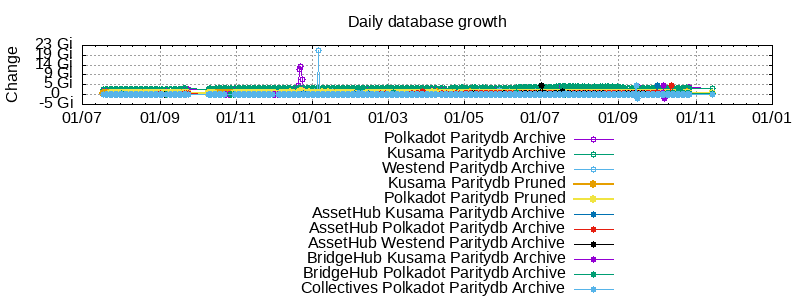 Daily database growth
Change
23 Gi
19 Gi
14 Gi
9 Gi
5 Gi
0
-5 Gi
01/07 01/09 01/11 01/01 01/03 01/05 01/07 01/09 01/11 01/01
Polkadot Paritydb Archive
Kusama Paritydb Archive
Westend Paritydb Archive
Kusama Paritydb Pruned
Polkadot Paritydb Pruned
AssetHub Kusama Paritydb Archive
AssetHub Polkadot Paritydb Archive
AssetHub Westend Paritydb Archive
BridgeHub Kusama Paritydb Archive
BridgeHub Polkadot Paritydb Archive
Collectives Polkadot Paritydb Archive